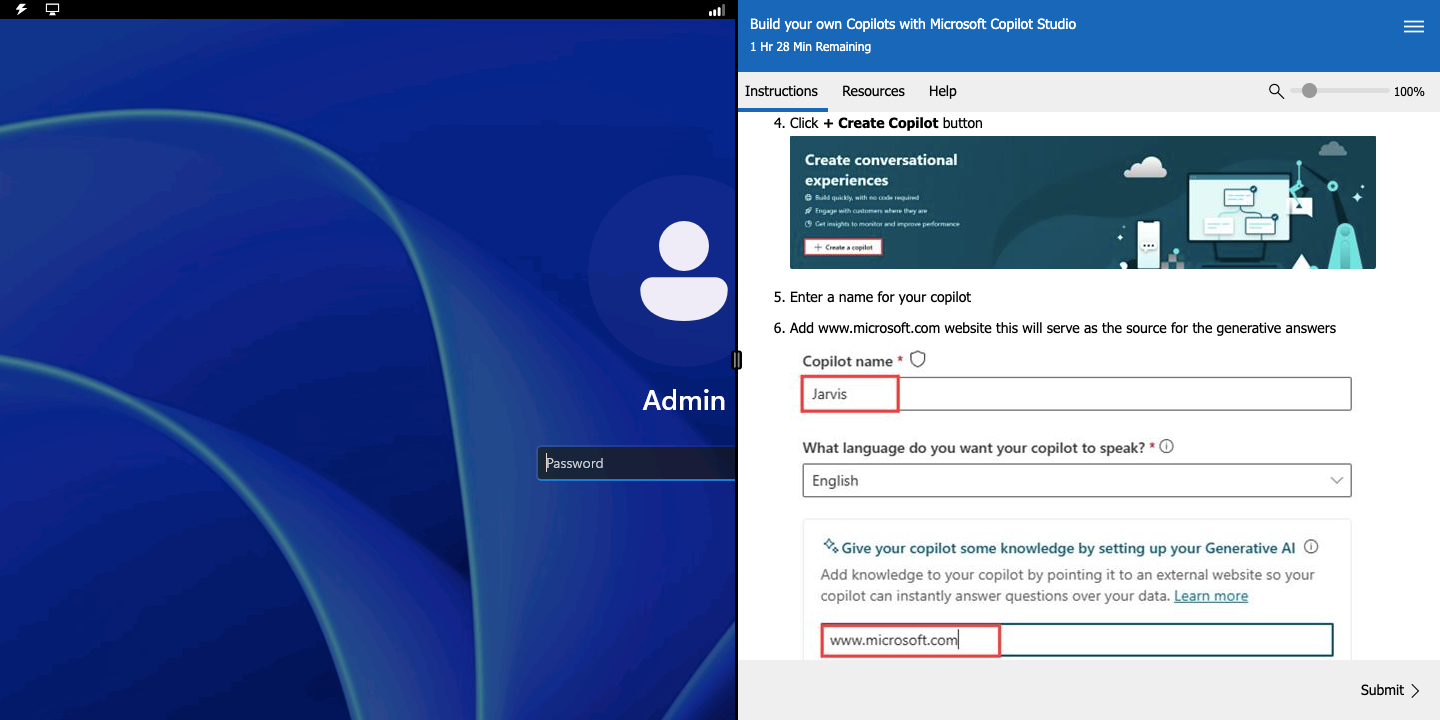 Admin
Password
Build your own Copilots with Microsoft Copilot Studio
1 Hr 28 Min Remaining
Instructions Resources Help 100%
4. Click + Create Copilot button
Create conversational
experiences
Build quickly, with no code required
Engage with customers where they are
Get insights to monitor and improve performance
+ Create a copilot
5. Enter a name for your copilot
6. Add www.microsoft.com website this will serve as the source for the generative answers
Copilot name *
Jarvis
What language do you want your copilot to speak? *
English
Give your copilot some knowledge by setting up your Generative AI
Add knowledge to your copilot by pointing it to an external website so your
copilot can instantly answer questions over your data. Learn more
www.microsoft.com
Submit